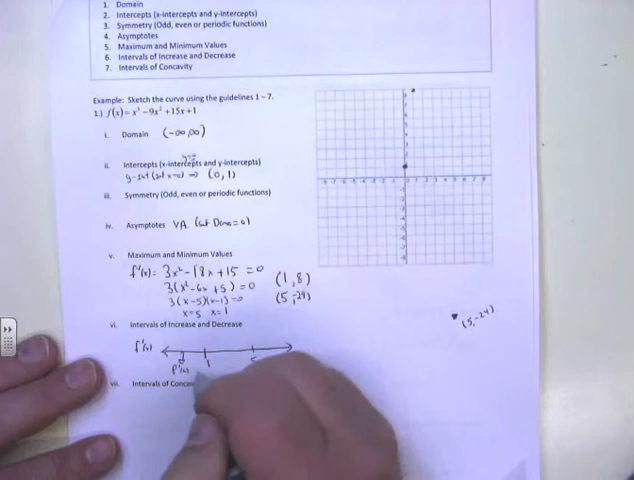 1. Domain
2. Intercepts (x-intercepts and y-intercepts)
3. Symmetry (Odd, even or periodic functions)
4. Asymptotes
5. Maximum and Minimum Values
6. Intervals of Increase and Decrease
7. Intervals of Concavity
Example: Sketch the curve using the guidelines 1 – 7.
1.) f(x) = x³ – 9x² + 15x + 1
i. Domain (-∞,∞)
ii. Intercepts (x-intercepts and y-intercepts)
y-int (set x=0) ⇒ (0, 1)
iii. Symmetry (Odd, even or periodic functions)
iv. Asymptotes VA. (set Deno=0)
v. Maximum and Minimum Values
f'(x) = 3x² - 18x + 15 = 0
3(x² - 6x + 5) = 0 (1, 8)
3(x-5)(x-1)=0 (5, -24)
x=5 x=1
vi. Intervals of Increase and Decrease
(5, -24)
f'(x) 1 5
f'(0)
vii. Intervals of